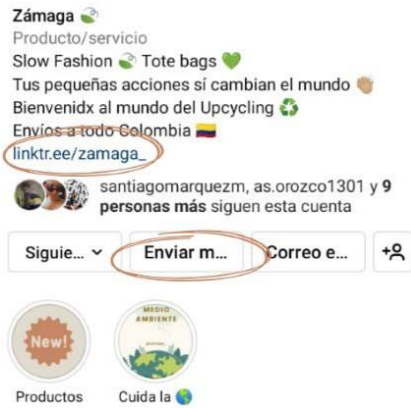 Zámaga
Producto/servicio
Slow Fashion Tote bags
Tus pequeñas acciones sí cambian el mundo
Bienvenidx al mundo del Upcycling
Envíos a todo Colombia
linktr.ee/zamaga_
santiagomarquezm, as.orozco1301 y 9
personas más siguen esta cuenta
Siguie... Enviar m... Correo e...
New!
MEDIO
AMBIENTE
Productos Cuida la